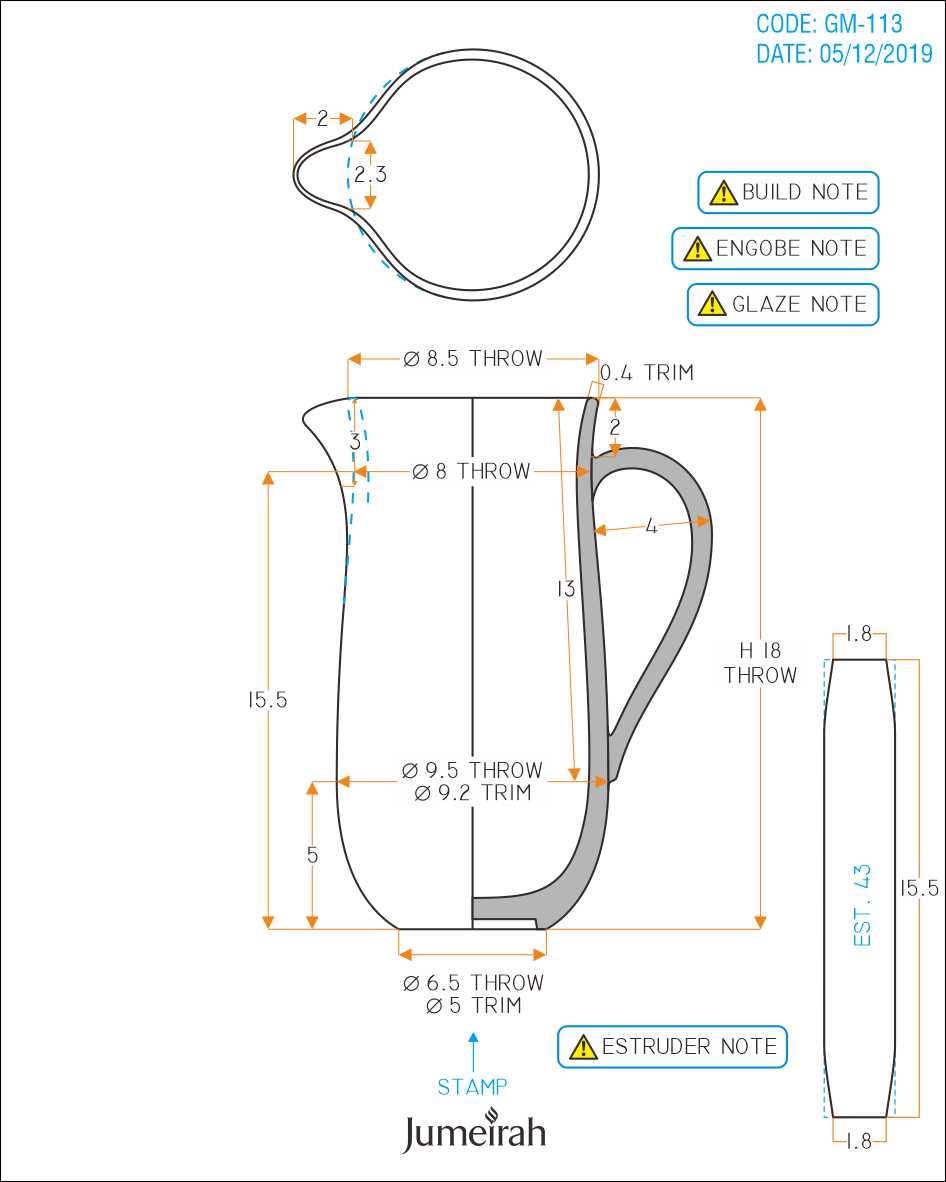 CODE: GM-113
DATE: 05/12/2019
2
2.3
BUILD NOTE
ENGOBE NOTE
GLAZE NOTE
Ø 8.5 THROW
0.4 TRIM
3
2
Ø 8 THROW
4
13
1.8
H 18
THROW
15.5
Ø 9.5 THROW
Ø 9.2 TRIM
5
EST. 43
15.5
Ø 6.5 THROW
Ø 5 TRIM
ESTRUDER NOTE
STAMP
Jumeirah
1.8